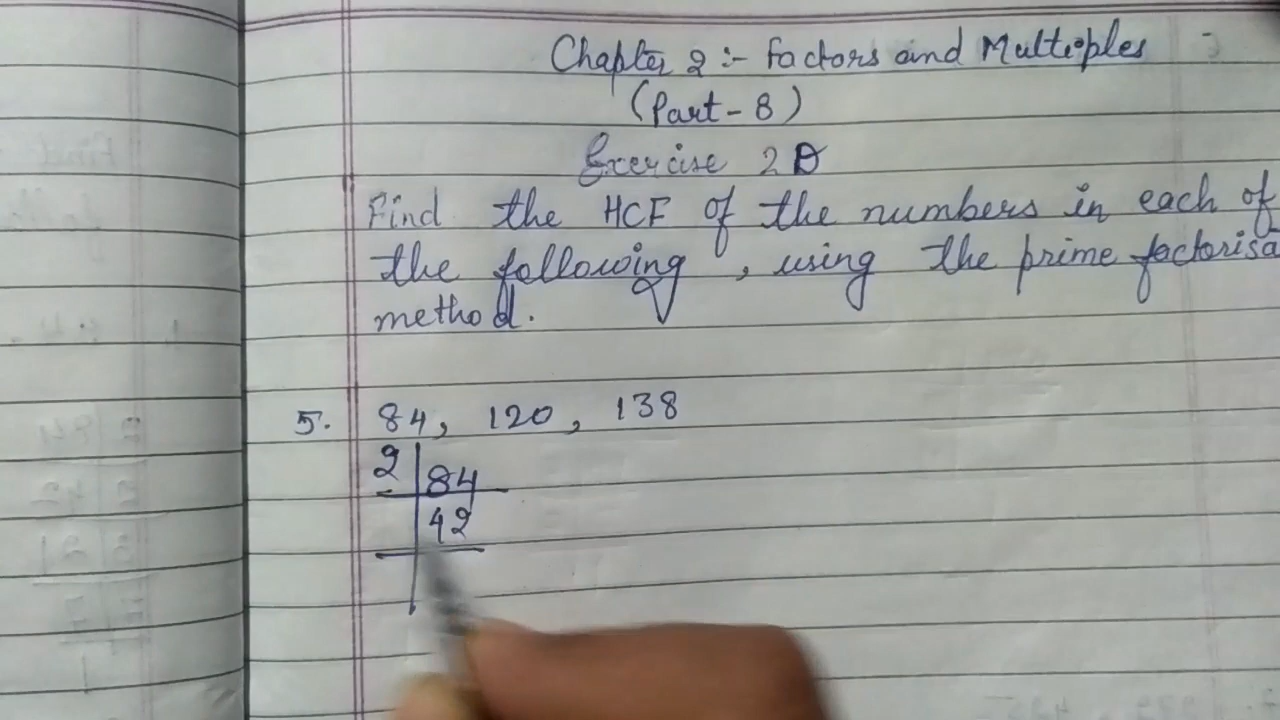 Chapter 2 :- Factors and Multiples
(Part - 8)
Exercise 2D
Find the HCF of the numbers in each of
the following, using the prime factorisa
method.
5. 84, 120, 138
2 | 84
42